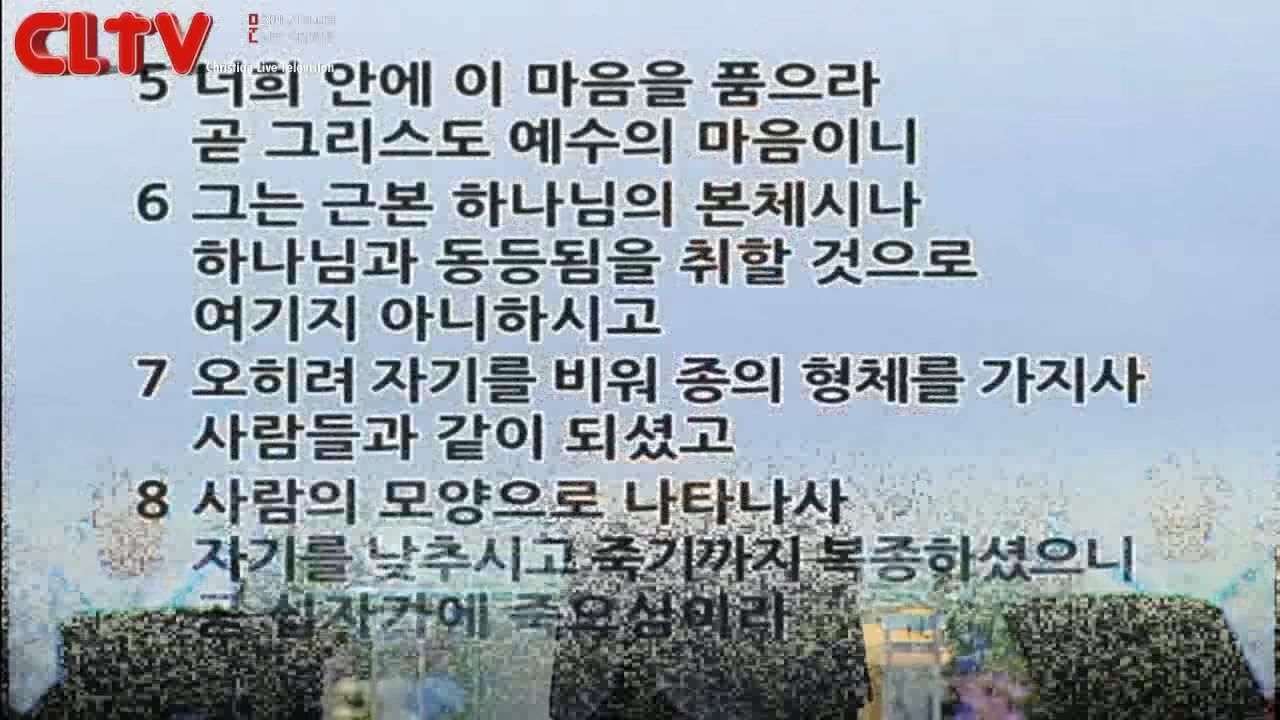 CLTV
Christian Live Television
5 너희 안에 이 마음을 품으라
곧 그리스도 예수의 마음이니
6 그는 근본 하나님의 본체시나
하나님과 동등됨을 취할 것으로
여기지 아니하시고
7 오히려 자기를 비워 종의 형체를 가지사
사람들과 같이 되셨고
8 사람의 모양으로 나타나사
자기를 낮추시고 죽기까지 복종하셨으니
곧 십자가에 죽으심이라